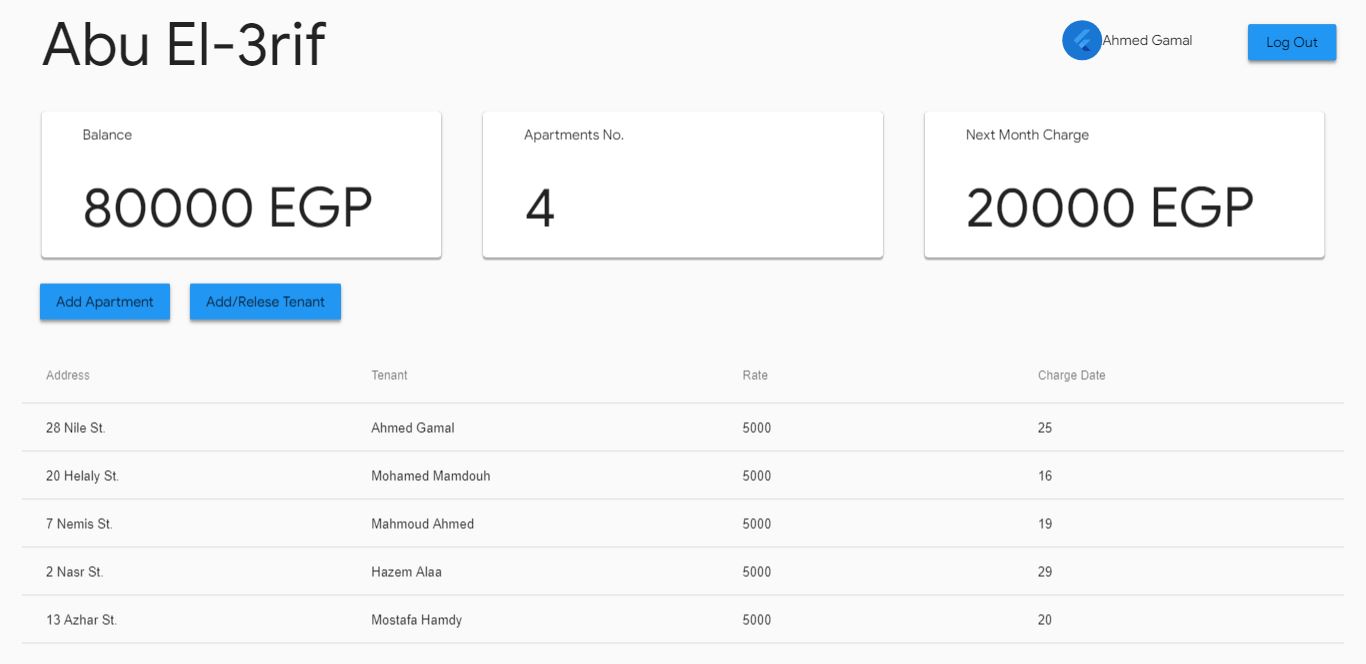 Abu El-3rif
Ahmed Gamal
Log Out
Balance
80000 EGP
Apartments No.
4
Next Month Charge
20000 EGP
Add Apartment
Add/Relese Tenant
Address Tenant Rate Charge Date
28 Nile St. Ahmed Gamal 5000 25
20 Helaly St. Mohamed Mamdouh 5000 16
7 Nemis St. Mahmoud Ahmed 5000 19
2 Nasr St. Hazem Alaa 5000 29
13 Azhar St. Mostafa Hamdy 5000 20